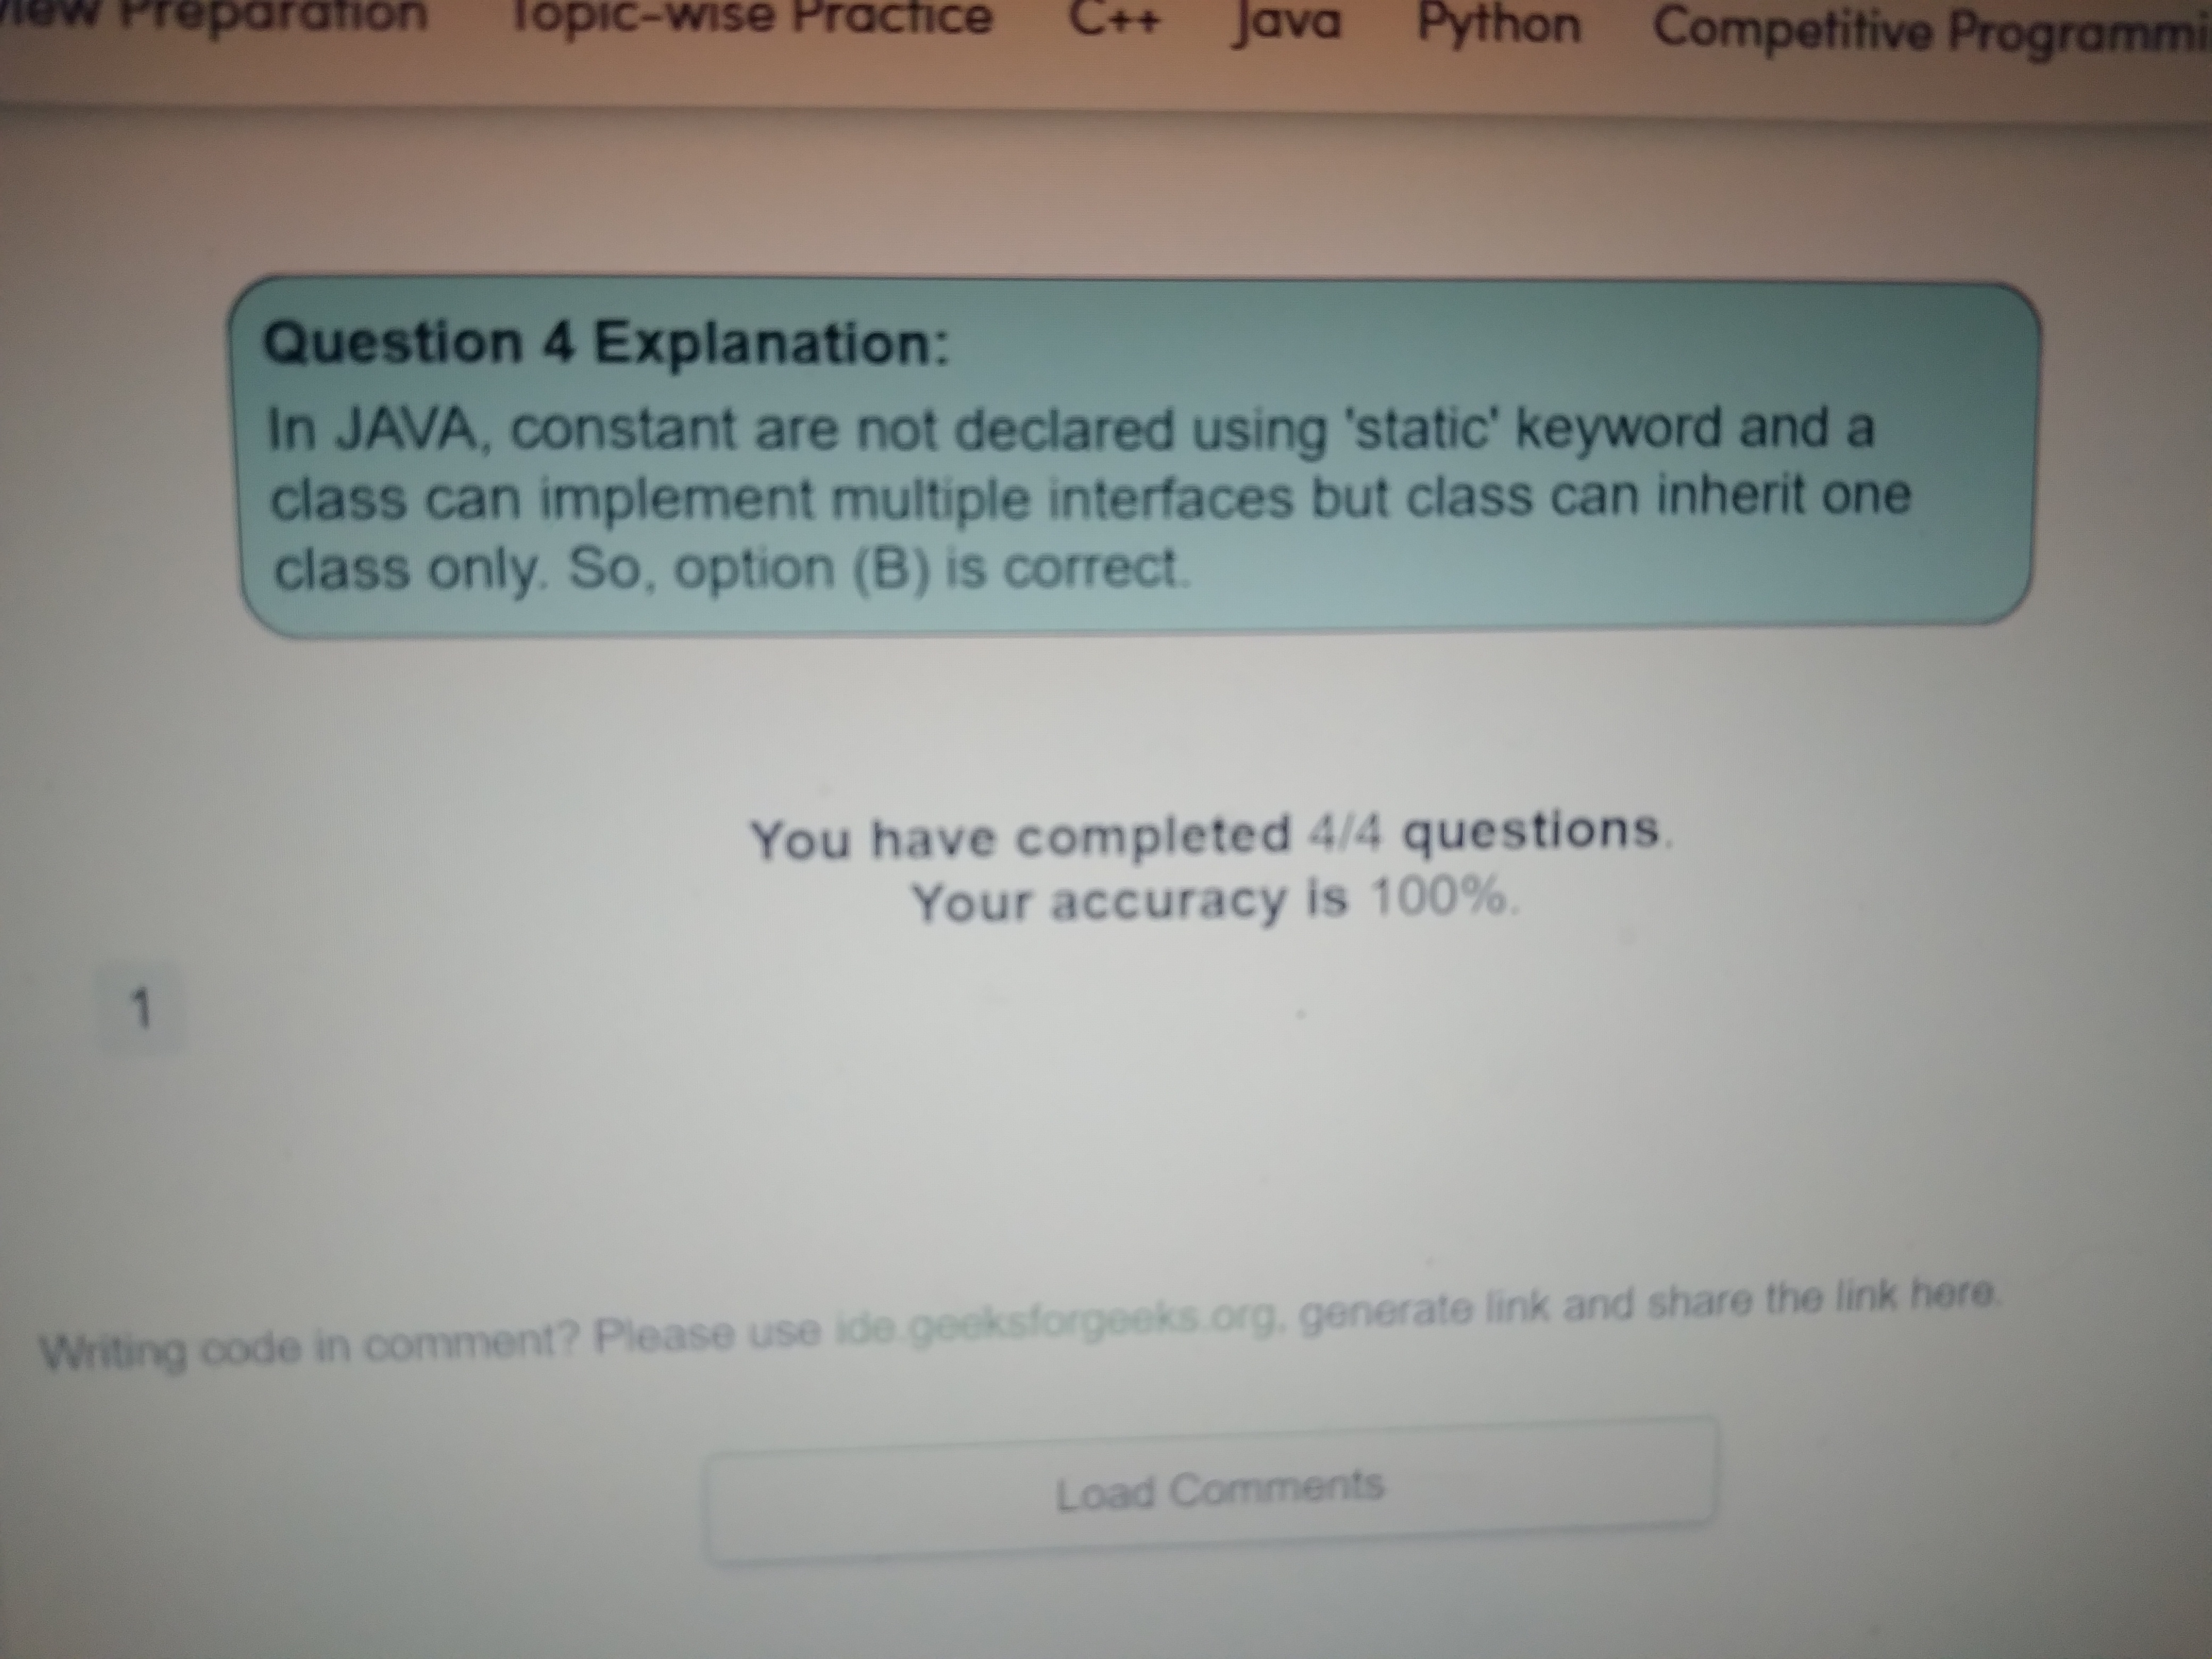 Preparation Topic-wise Practice C++ Java Python Competitive
Question 4 Explanation:
In JAVA, constant are not declared using 'static' keyword and a
class can implement multiple interfaces but class can inherit one
class only. So, option (B) is correct.
You have completed 4/4 questions.
Your accuracy is 100%.
1
Writing code in comment? Please use ide.geeksforgeeks.org, generate link and share the link here.
Load Comments